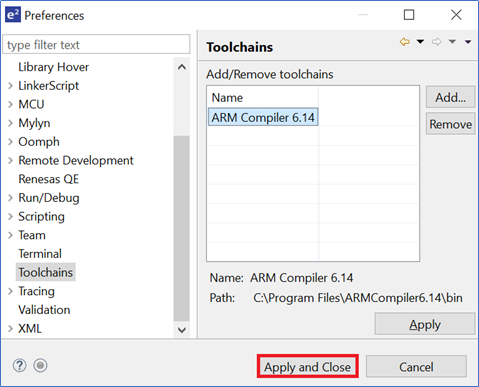 e² Preferences
type filter text
Library Hover
LinkerScript
MCU
Mylyn
Oomph
Remote Development
Renesas QE
Run/Debug
Scripting
Team
Terminal
Toolchains
Tracing
Validation
XML
Toolchains
Add/Remove toolchains
Name
ARM Compiler 6.14
Add...
Remove
Name: ARM Compiler 6.14
Path: C:\Program Files\ARMCompiler6.14\bin
Apply
? Apply and Close Cancel